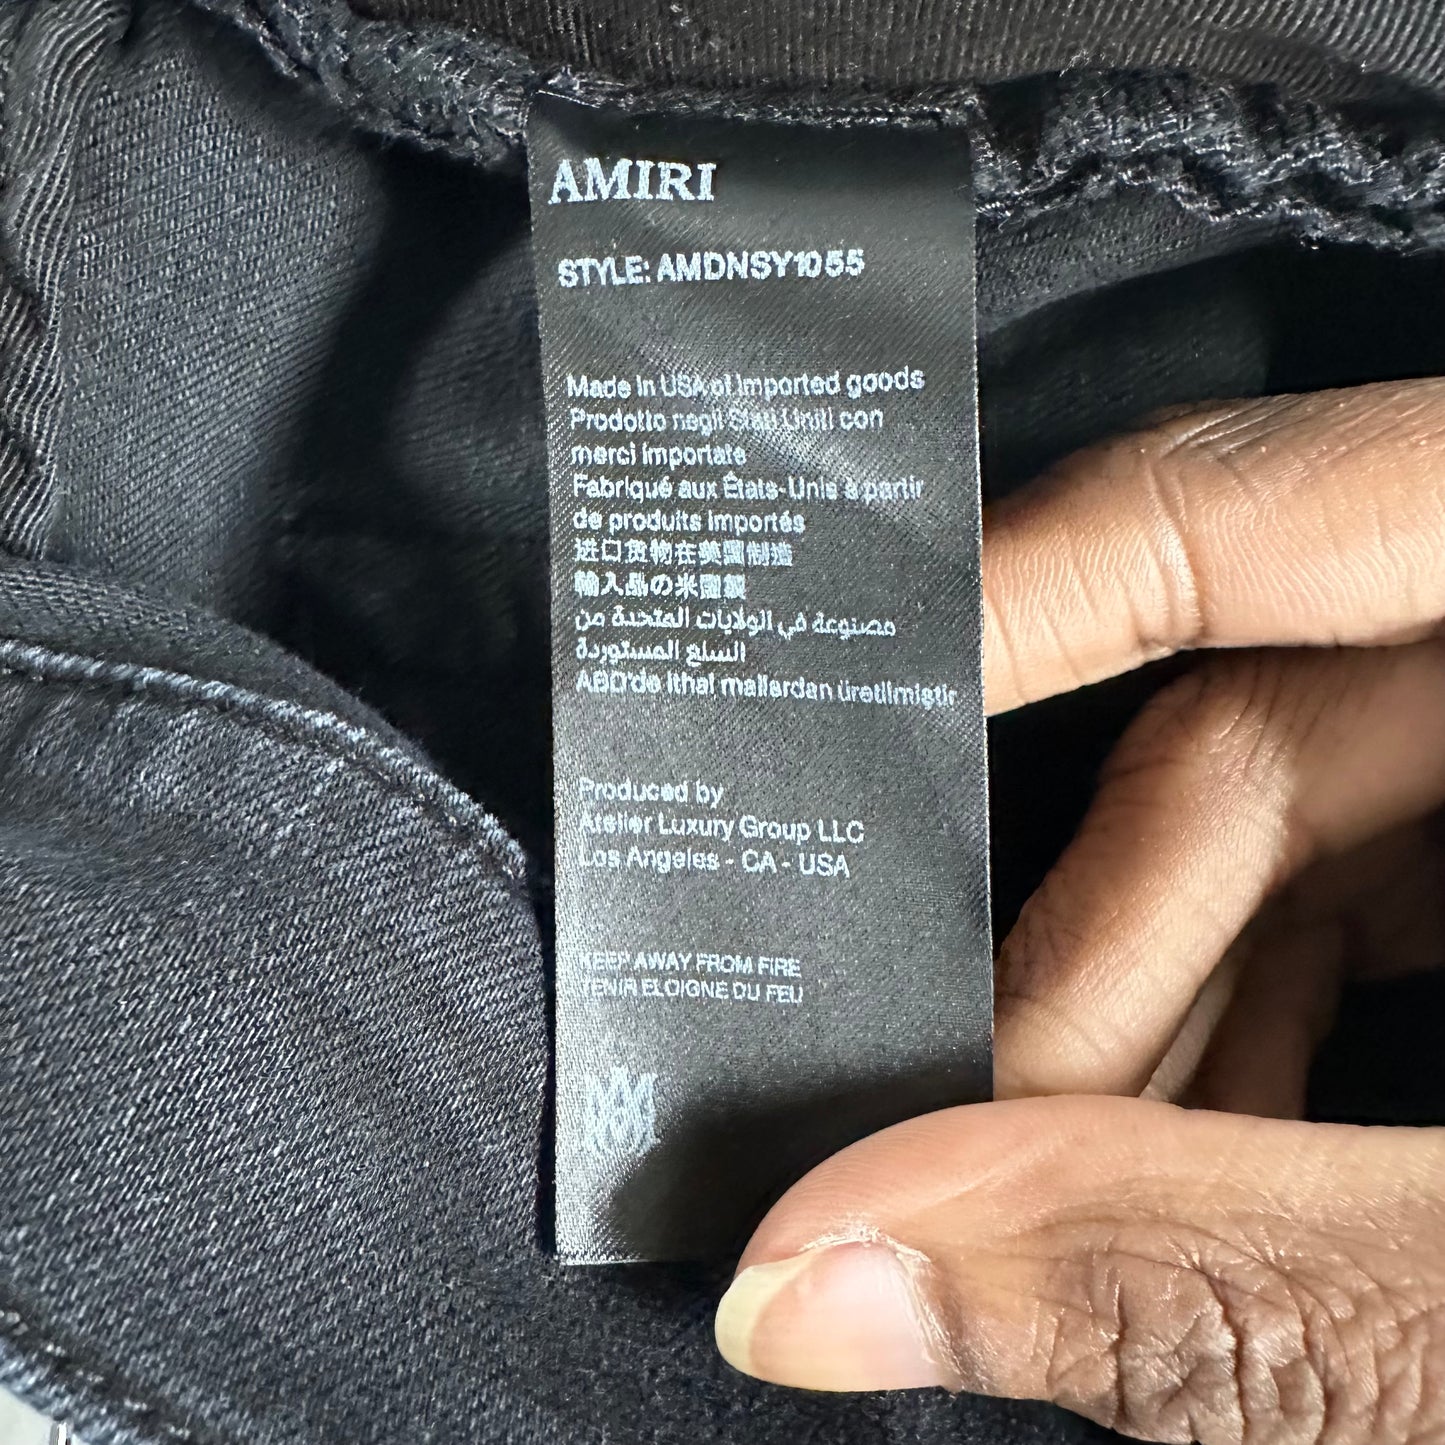 AMIRI
STYLE: AMDNSY1055
Made in USA of imported goods
Prodotto negli Stati Uniti con
merci importate
Fabriqué aux États-Unis à partir
de produits importés
进口货物在美国制造
輸入品の米国製
مصنوعة في الولايات المتحدة من
السلع المستوردة
ABD'de ithal mallardan üretilmiştir
Produced by
Atelier Luxury Group LLC
Los Angeles - CA - USA
KEEP AWAY FROM FIRE
TENIR ELOIGNE DU FEU